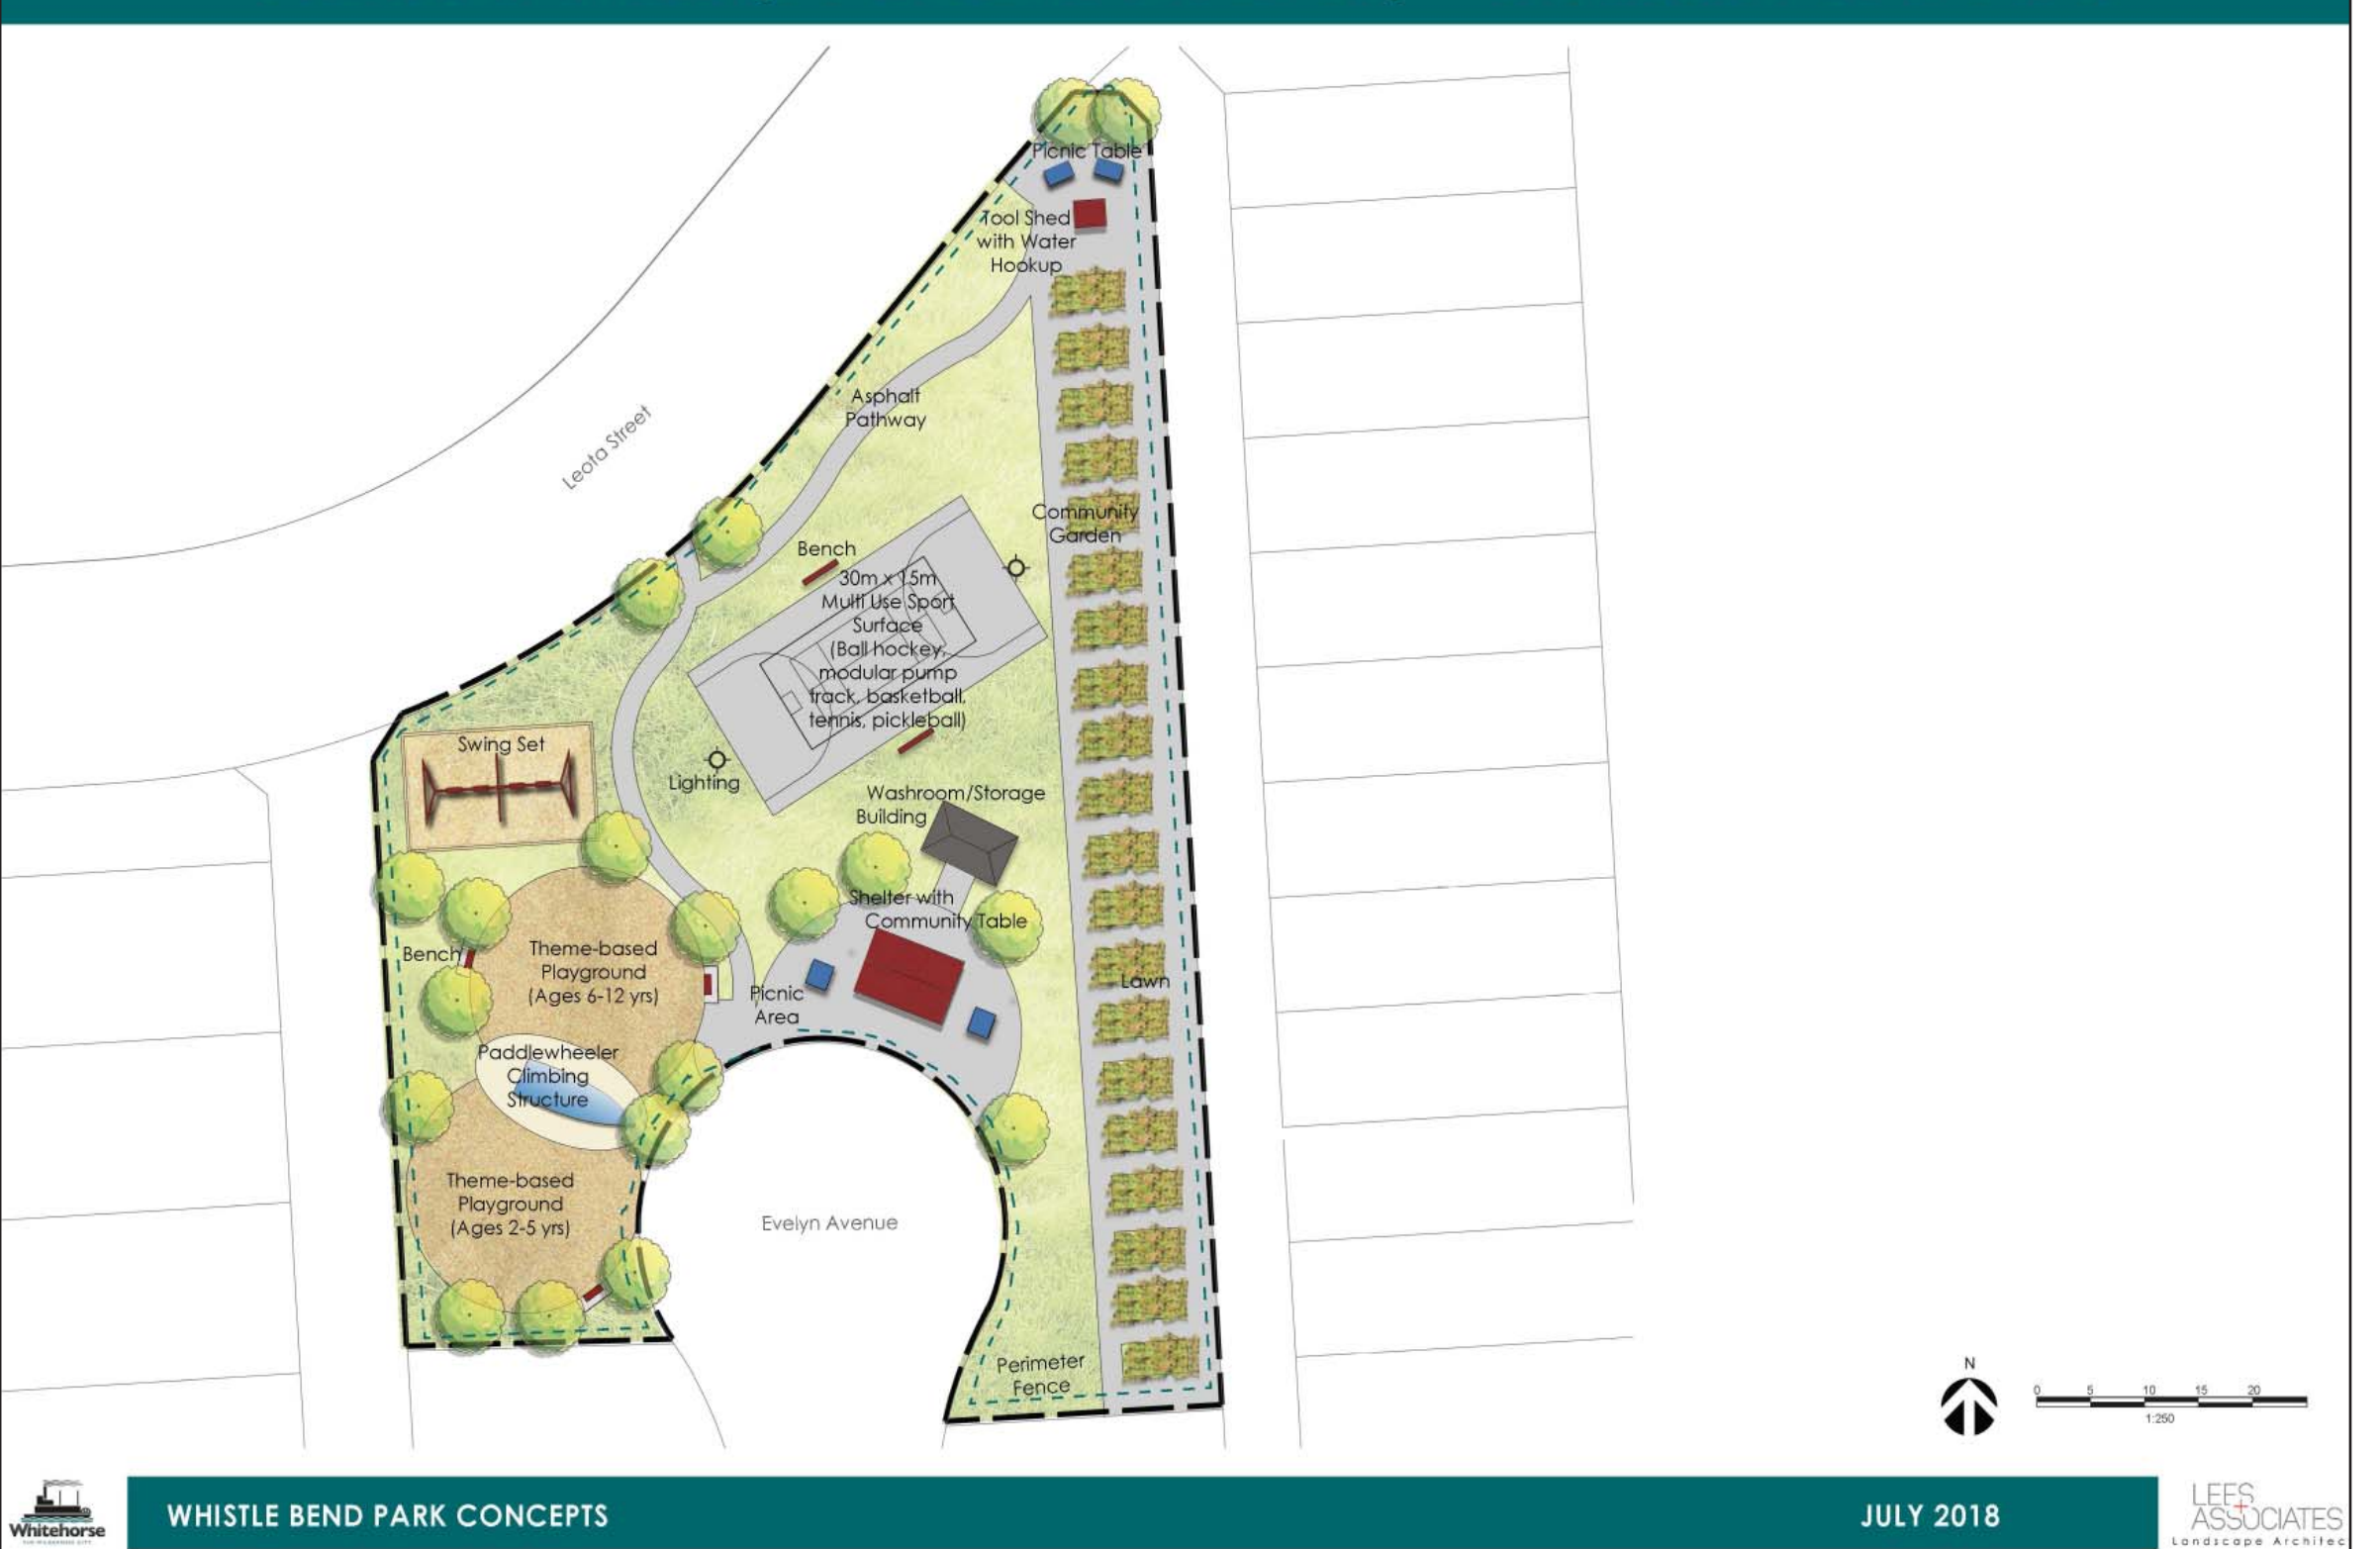 Picnic Table
Tool Shed
with Water
Hookup
Asphalt
Pathway
Leota Street
Community
Garden
Bench
30m x 15m
Multi Use Sport
Surface
(Ball hockey,
modular pump
track, basketball,
tennis, pickleball)
Swing Set
Lighting
Washroom/Storage
Building
Shelter with
Community Table
Bench
Theme-based
Playground
(Ages 6-12 yrs)
Lawn
Picnic
Area
Paddlewheeler
Climbing
Structure
Theme-based
Playground
(Ages 2-5 yrs)
Evelyn Avenue
Perimeter
Fence
N
0 5 10 15 20
1:250
Whitehorse
THE WILDERNESS CITY
WHISTLE BEND PARK CONCEPTS
JULY 2018
LEES
+
ASSOCIATES
Landscape Architec